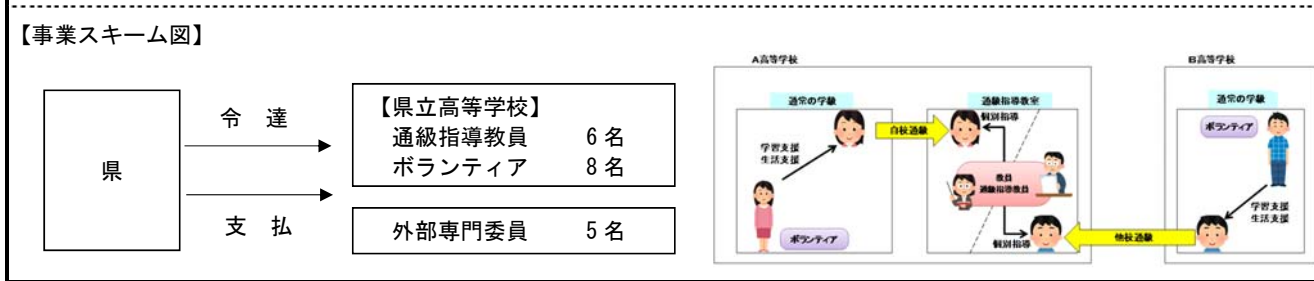 【事業スキーム図】
県
令 達
支 払
【県立高等学校】
通級指導教員 6名
ボランティア 8名
外部専門委員 5名
A高等学校
通常の学級
学習支援
生活支援
ボランティア
自校通級
通級指導教室
個別指導
教員
通級指導教員
個別指導
他校通級
B高等学校
通常の学級
ボランティア
学習支援
生活支援